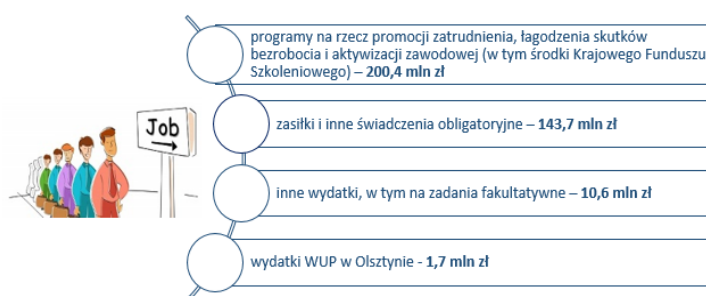 programy na rzecz promocji zatrudnienia, łagodzenia skutków
bezrobocia i aktywizacji zawodowej (w tym środki Krajowego Funduszu
Szkoleniowego) – 200,4 mln zł
Job
zasiłki i inne świadczenia obligatoryjne – 143,7 mln zł
inne wydatki, w tym na zadania fakultatywne – 10,6 mln zł
wydatki WUP w Olsztynie - 1,7 mln zł